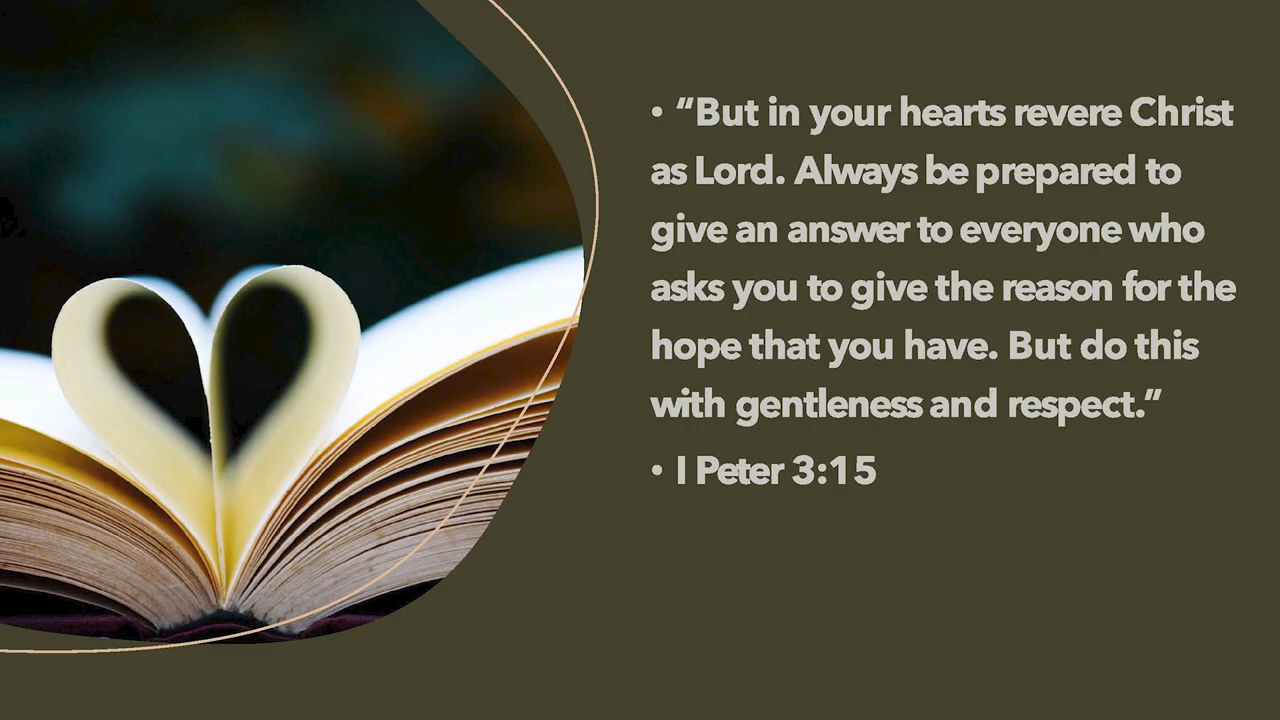 • “But in your hearts revere Christ
as Lord. Always be prepared to
give an answer to everyone who
asks you to give the reason for the
hope that you have. But do this
with gentleness and respect.”
• I Peter 3:15